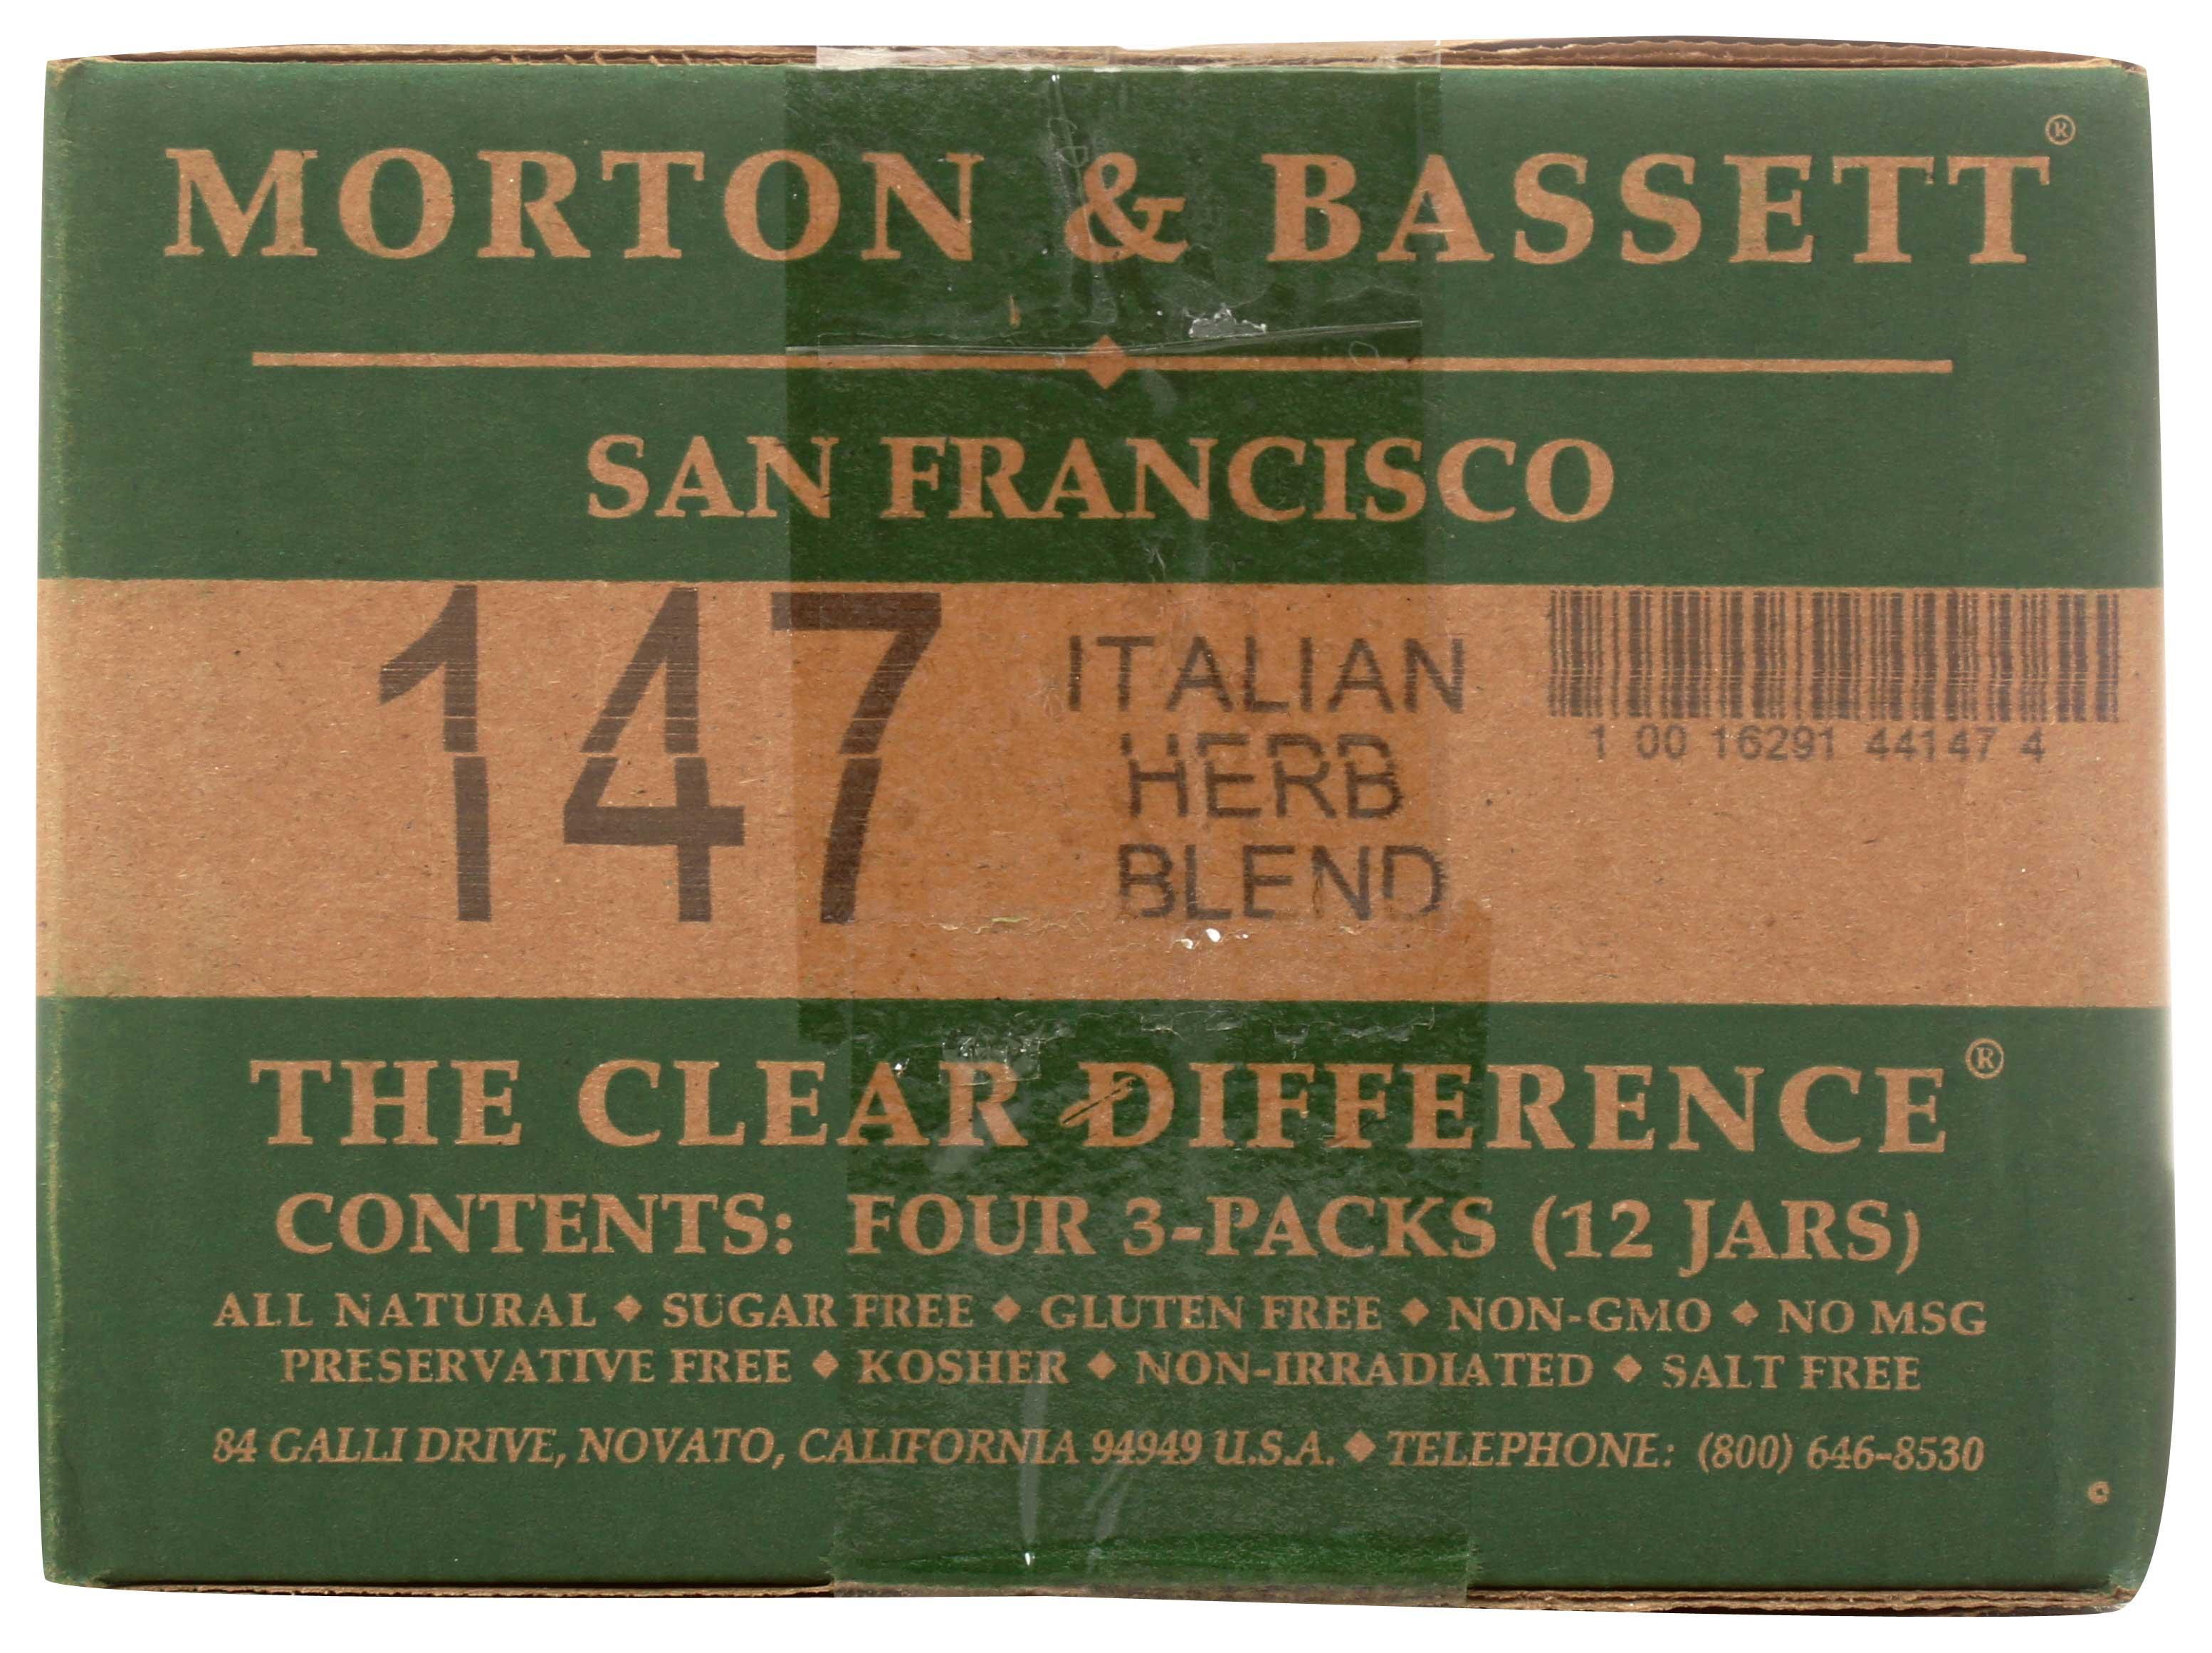 MORTON & BASSETT®
SAN FRANCISCO
147
ITALIAN
HERB
BLEND
1 00 16291 44147 4
THE CLEAR DIFFERENCE®
CONTENTS: FOUR 3-PACKS (12 JARS)
ALL NATURAL ◆ SUGAR FREE ◆ GLUTEN FREE ◆ NON-GMO ◆ NO MSG
PRESERVATIVE FREE ◆ KOSHER ◆ NON-IRRADIATED ◆ SALT FREE
84 GALLI DRIVE, NOVATO, CALIFORNIA 94949 U.S.A. ◆ TELEPHONE: (800) 646-8530